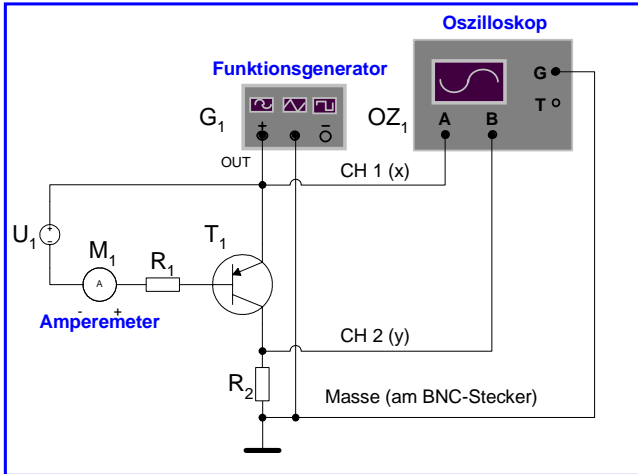 Oszilloskop
Funktionsgenerator
G
G₁
OZ₁
T
A B
+ −
OUT
CH 1 (x)
U₁
+
−
T₁
M₁
R₁
A
- +
Amperemeter
CH 2 (y)
R₂
Masse (am BNC-Stecker)